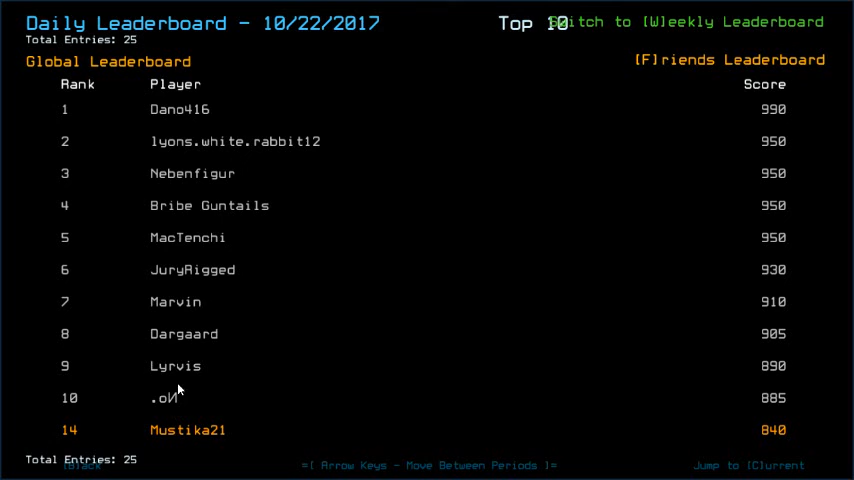 Daily Leaderboard - 10/22/2017 Top 10 Switch to [W]eekly Leaderboard
Total Entries: 25
Global Leaderboard [F]riends Leaderboard
Rank Player Score
1 Dano416 990
2 lyons.white.rabbit12 950
3 Nebenfigur 950
4 Bribe Guntails 950
5 MacTenchi 950
6 JuryRigged 930
7 Marvin 910
8 Dargaard 905
9 Lyrvis 890
10 .oИ 885
14 Mustika21 840
Total Entries: 25
[B]ack =[ Arrow Keys - Move Between Periods ]= Jump to [C]urrent